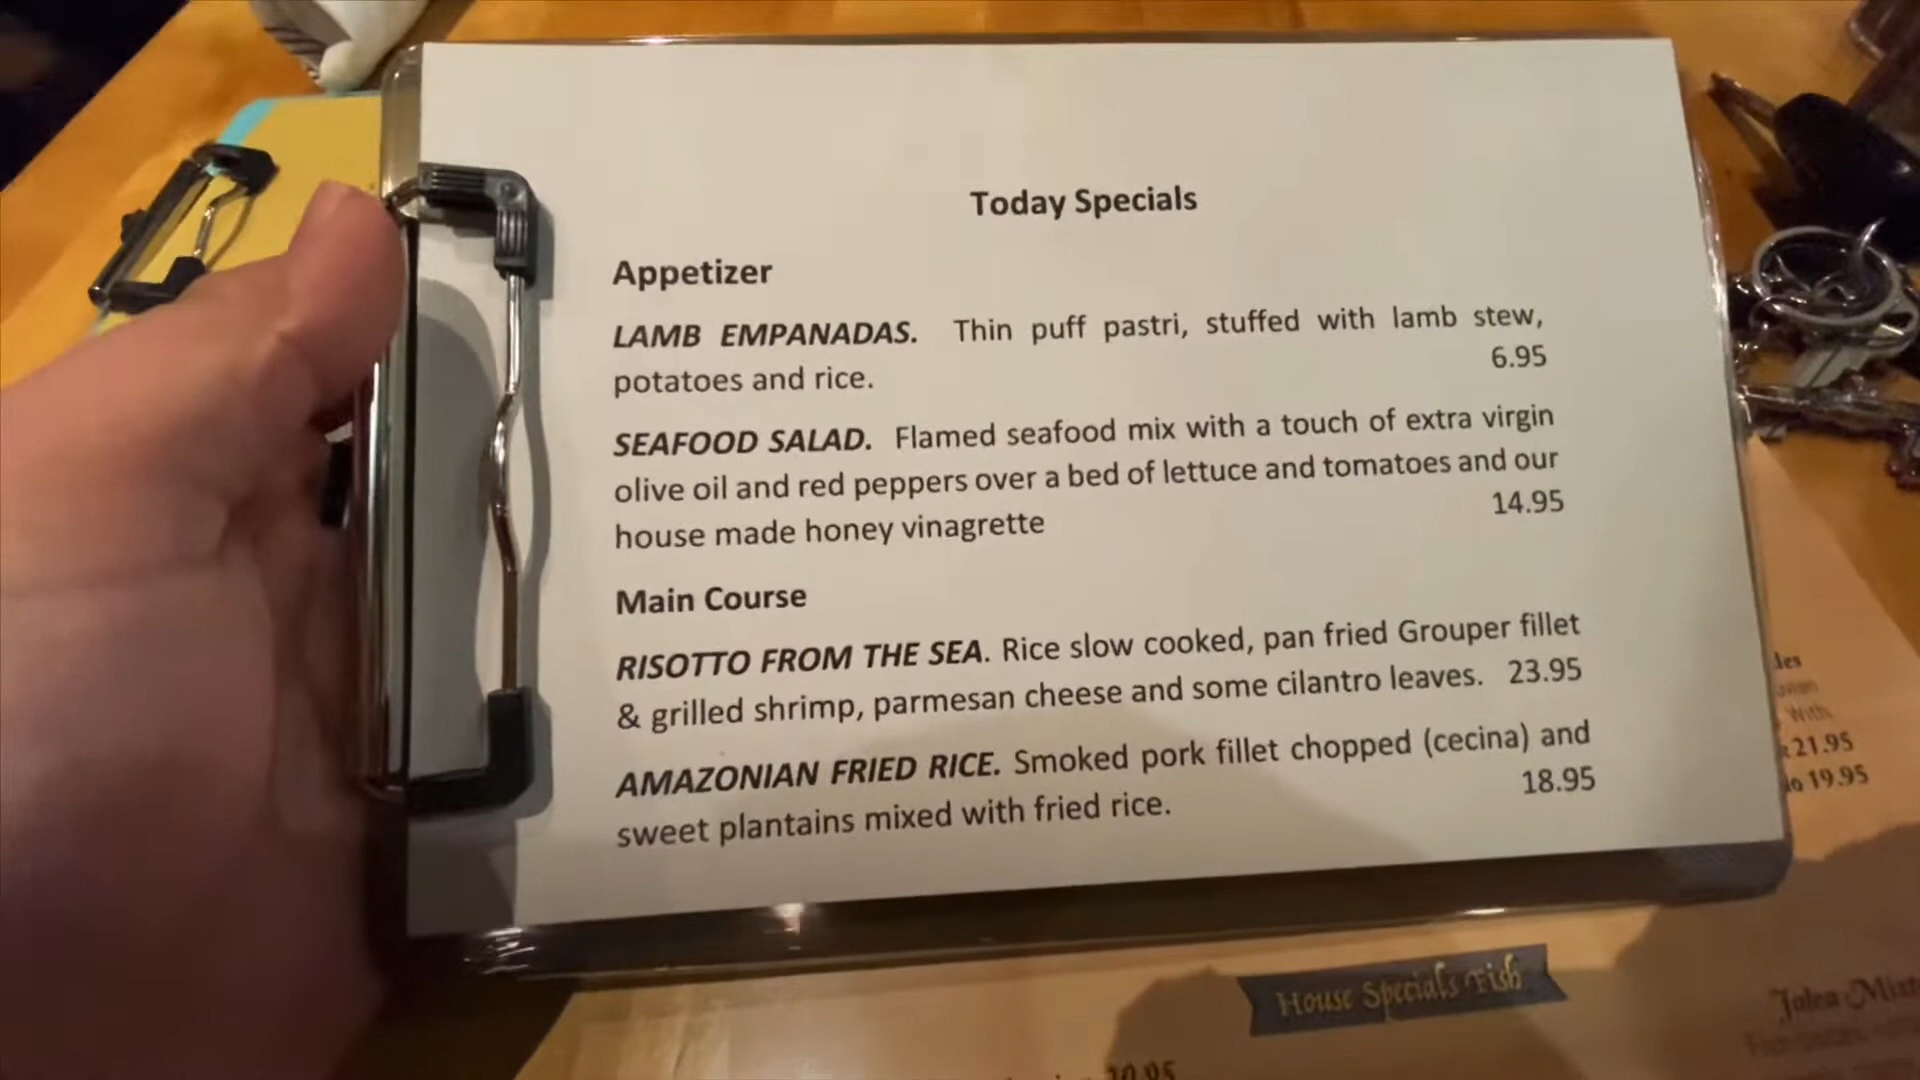 Today Specials
Appetizer
LAMB EMPANADAS. Thin puff pastri, stuffed with lamb stew,
potatoes and rice. 6.95
SEAFOOD SALAD. Flamed seafood mix with a touch of extra virgin
olive oil and red peppers over a bed of lettuce and tomatoes and our
house made honey vinagrette 14.95
Main Course
RISOTTO FROM THE SEA. Rice slow cooked, pan fried Grouper fillet
& grilled shrimp, parmesan cheese and some cilantro leaves. 23.95
AMAZONIAN FRIED RICE. Smoked pork fillet chopped (cecina) and
sweet plantains mixed with fried rice. 18.95
With
21.95
19.95
House Specials Fish
Jalea